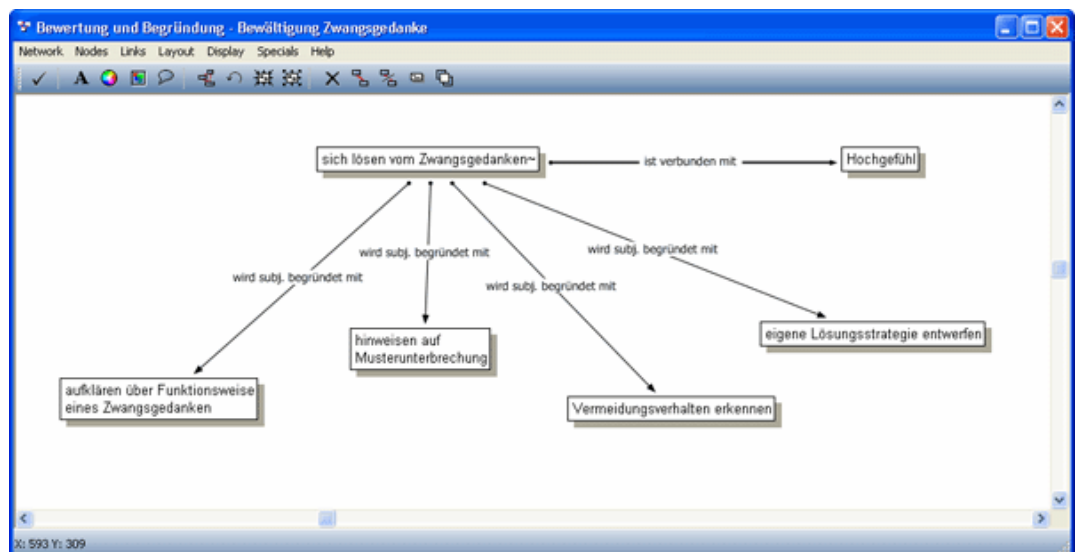 Bewertung und Begründung - Bewältigung Zwangsgedanke
Network Nodes Links Layout Display Specials Help
sich lösen vom Zwangsgedanken~
ist verbunden mit
Hochgefühl
wird subj. begründet mit
wird subj. begründet mit
wird subj. begründet mit
wird subj. begründet mit
eigene Lösungsstrategie entwerfen
hinweisen auf
Musterunterbrechung
aufklären über Funktionsweise
eines Zwangsgedanken
Vermeidungsverhalten erkennen
X: 593 Y: 309